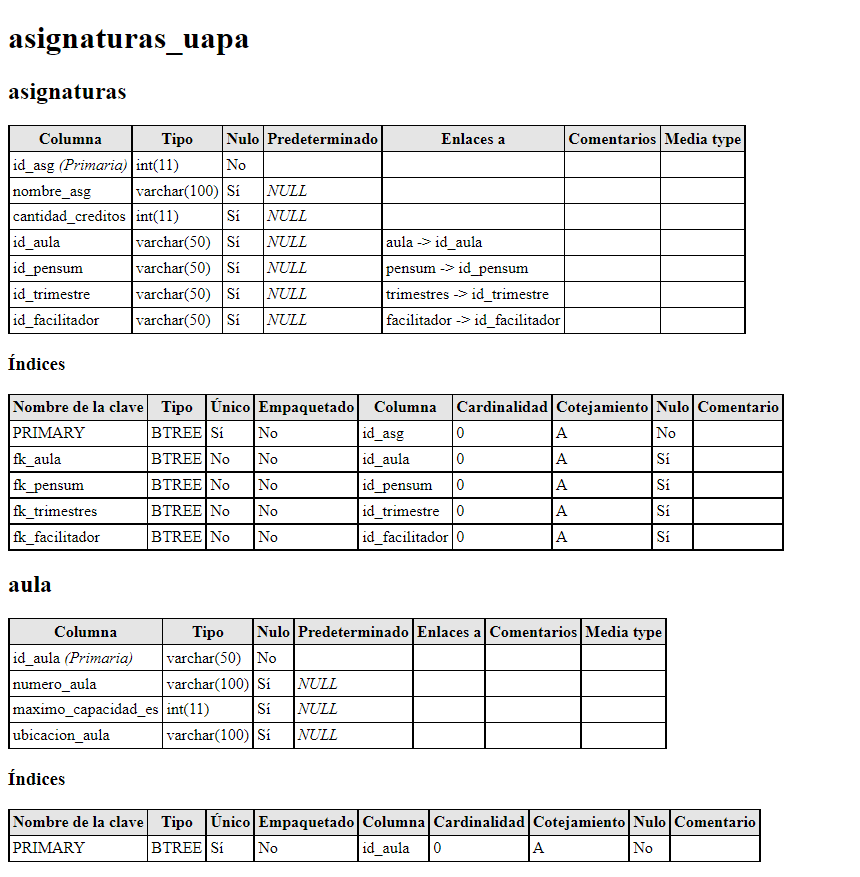 asignaturas_uapa
asignaturas
Columna Tipo Nulo Predeterminado Enlaces a Comentarios Media type
id_asg (Primaria) int(11) No
nombre_asg varchar(100) Sí NULL
cantidad_creditos int(11) Sí NULL
id_aula varchar(50) Sí NULL aula -> id_aula
id_pensum varchar(50) Sí NULL pensum -> id_pensum
id_trimestre varchar(50) Sí NULL trimestres -> id_trimestre
id_facilitador varchar(50) Sí NULL facilitador -> id_facilitador
Índices
Nombre de la clave Tipo Único Empaquetado Columna Cardinalidad Cotejamiento Nulo Comentario
PRIMARY BTREE Sí No id_asg 0 A No
fk_aula BTREE No No id_aula 0 A Sí
fk_pensum BTREE No No id_pensum 0 A Sí
fk_trimestres BTREE No No id_trimestre 0 A Sí
fk_facilitador BTREE No No id_facilitador 0 A Sí
aula
Columna Tipo Nulo Predeterminado Enlaces a Comentarios Media type
id_aula (Primaria) varchar(50) No
numero_aula varchar(100) Sí NULL
maximo_capacidad_es int(11) Sí NULL
ubicacion_aula varchar(100) Sí NULL
Índices
Nombre de la clave Tipo Único Empaquetado Columna Cardinalidad Cotejamiento Nulo Comentario
PRIMARY BTREE Sí No id_aula 0 A No